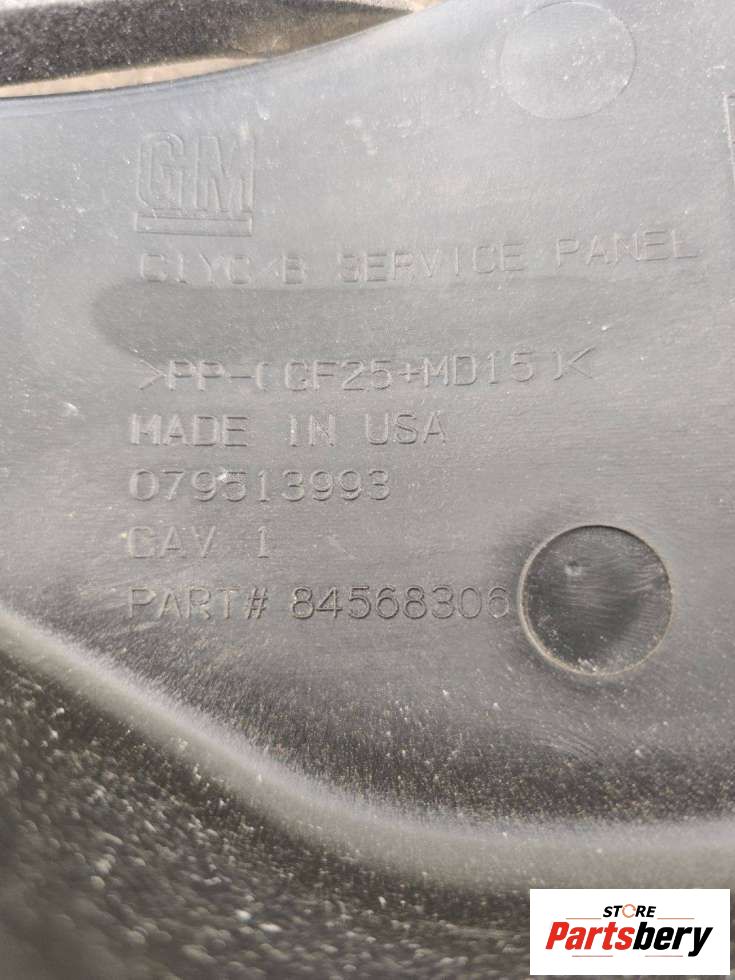 GM
C1YC/B SERVICE PANEL
>PP-(GF25+MD15)<
MADE IN USA
079513993
CAV 1
PART# 84568306
STORE
Partsbery